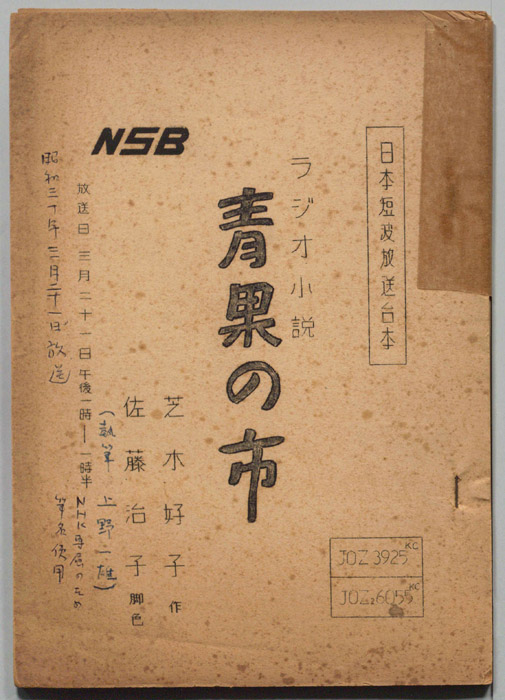 日本短波放送台本
ラジオ小説
青果の市
芝木好子 作
佐藤治子 脚色
(執筆 上野一雄)
NHK専属のため
筆名使用
放送日 三月二十一日午後一時―一時半
昭和三十年三月二十一日放送
NSB
JOZ 3925 KC
JOZ2 6055 KC